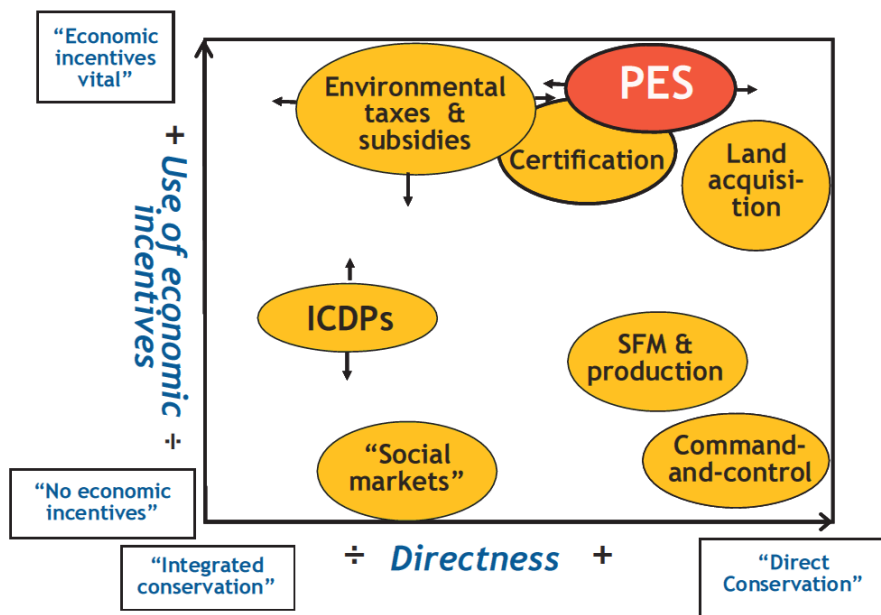 “Economic
incentives
vital”
+ Use of economic ÷
incentives
“No economic
incentives”
Environmental
taxes &
subsidies
PES
Certification
Land
acquisi-
tion
ICDPs
SFM &
production
“Social
markets”
Command-
and-control
“Integrated
conservation”
÷ Directness +
“Direct
Conservation”